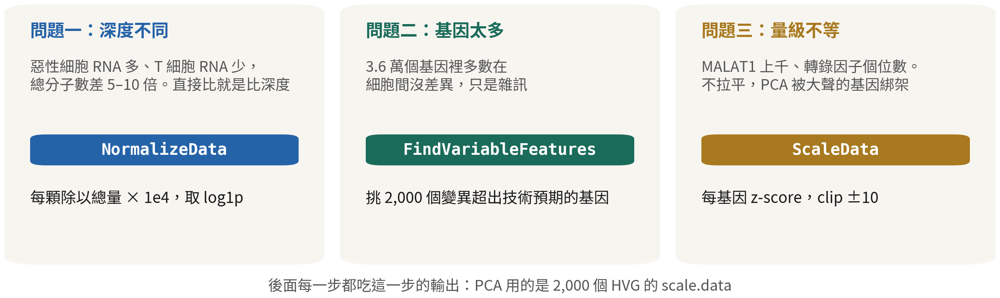 問題一：深度不同
惡性細胞 RNA 多、T 細胞 RNA 少，
總分子數差 5–10 倍。直接比就是比深度
NormalizeData
每顆除以總量 × 1e4，取 log1p
問題二：基因太多
3.6 萬個基因裡多數在
細胞間沒差異，只是雜訊
FindVariableFeatures
挑 2,000 個變異超出技術預期的基因
問題三：量級不等
MALAT1 上千、轉錄因子個位數。
不拉平，PCA 被大聲的基因綁架
ScaleData
每基因 z-score，clip ±10
後面每一步都吃這一步的輸出：PCA 用的是 2,000 個 HVG 的 scale.data